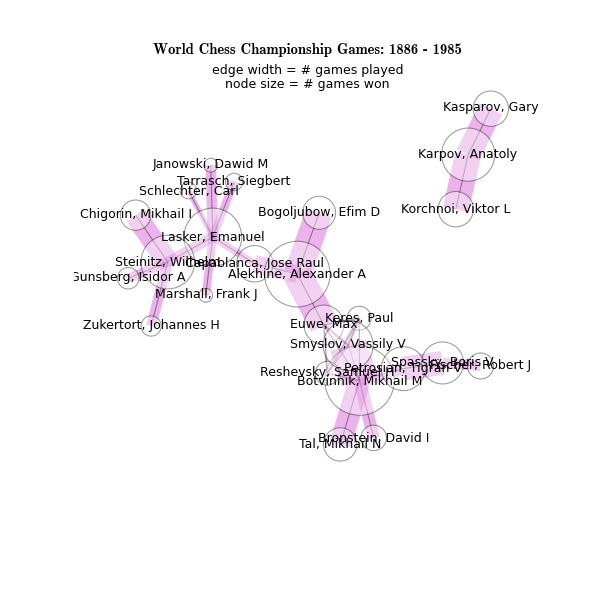 World Chess Championship Games: 1886 - 1985
edge width = # games played
node size = # games won
Kasparov, Gary
Karpov, Anatoly
Janowski, Dawid M
Tarrasch, Siegbert
Schlechter, Carl
Korchnoi, Viktor L
Chigorin, Mikhail I
Bogoljubow, Efim D
Lasker, Emanuel
Steinitz, Wilhelm
Capablanca, Jose Raul
Alekhine, Alexander A
Gunsberg, Isidor A
Marshall, Frank J
Keres, Paul
Euwe, Max
Zukertort, Johannes H
Smyslov, Vassily V
Spassky, Boris V
Fischer, Robert J
Petrosian, Tigran V
Reshevsky, Samuel H
Botvinnik, Mikhail M
Bronstein, David I
Tal, Mikhail N